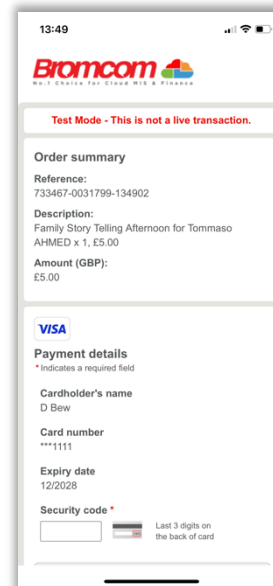 13:49
Bromcom
No.1 Choice for Cloud MIS & Finance
Test Mode - This is not a live transaction.
Order summary
Reference:
733467-0031799-134902
Description:
Family Story Telling Afternoon for Tommaso
AHMED x 1, £5.00
Amount (GBP):
£5.00
VISA
Payment details
* Indicates a required field
Cardholder's name
D Bew
Card number
***1111
Expiry date
12/2028
Security code *
Last 3 digits on
the back of card